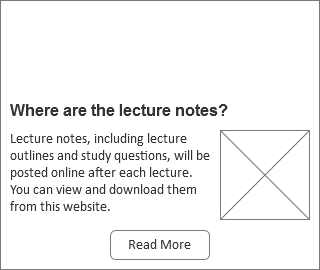 Where are the lecture notes?
Lecture notes, including lecture
outlines and study questions, will be
posted online after each lecture.
You can view and download them
from this website.
Read More